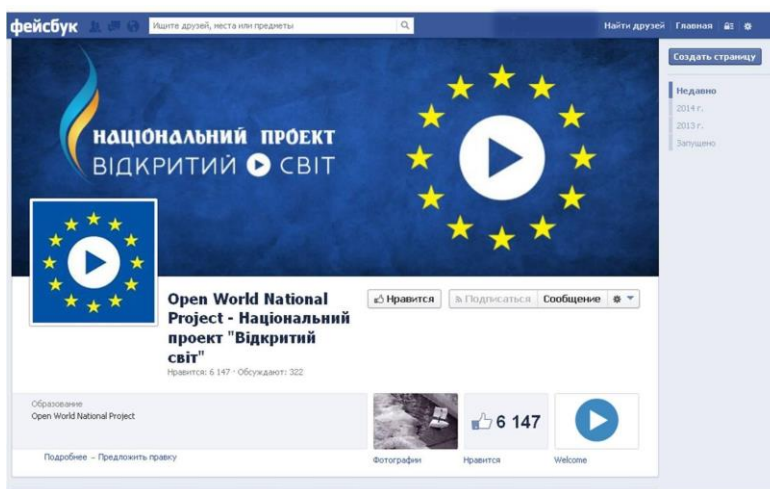 фейсбук
Ищите друзей, места или предметы
Найти друзей
Главная
Создать страницу
Недавно
2014 г.
2013 г.
Запущено
НАЦІОНАЛЬНИЙ ПРОЕКТ
ВІДКРИТИЙ СВІТ
Open World National
Project - Національний
проект "Відкритий
світ"
Нравится: 6 147 · Обсуждают: 322
Нравится
Подписаться
Сообщение
Образование
Open World National Project
6 147
Подробнее – Предложить правку
Фотографии
Нравится
Welcome